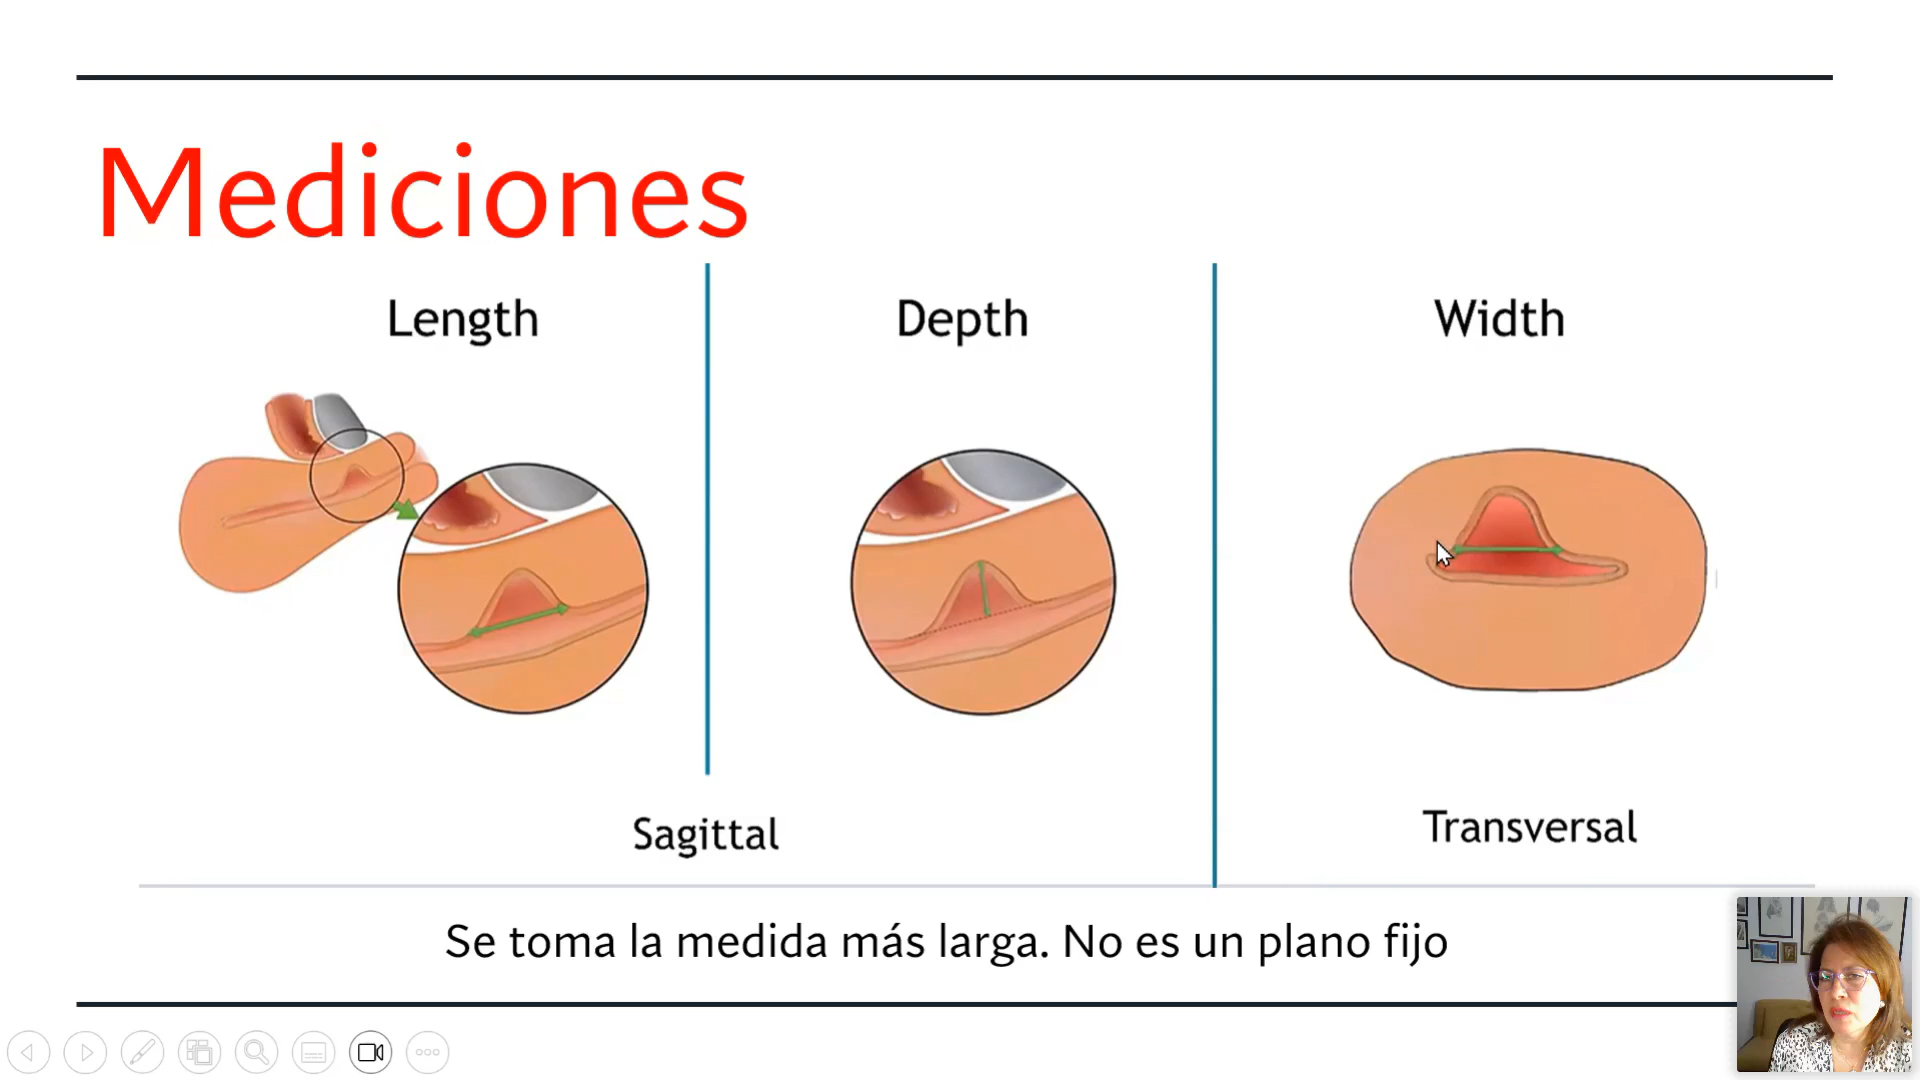 Mediciones
Length
Depth
Width
Sagittal
Transversal
Se toma la medida más larga. No es un plano fijo